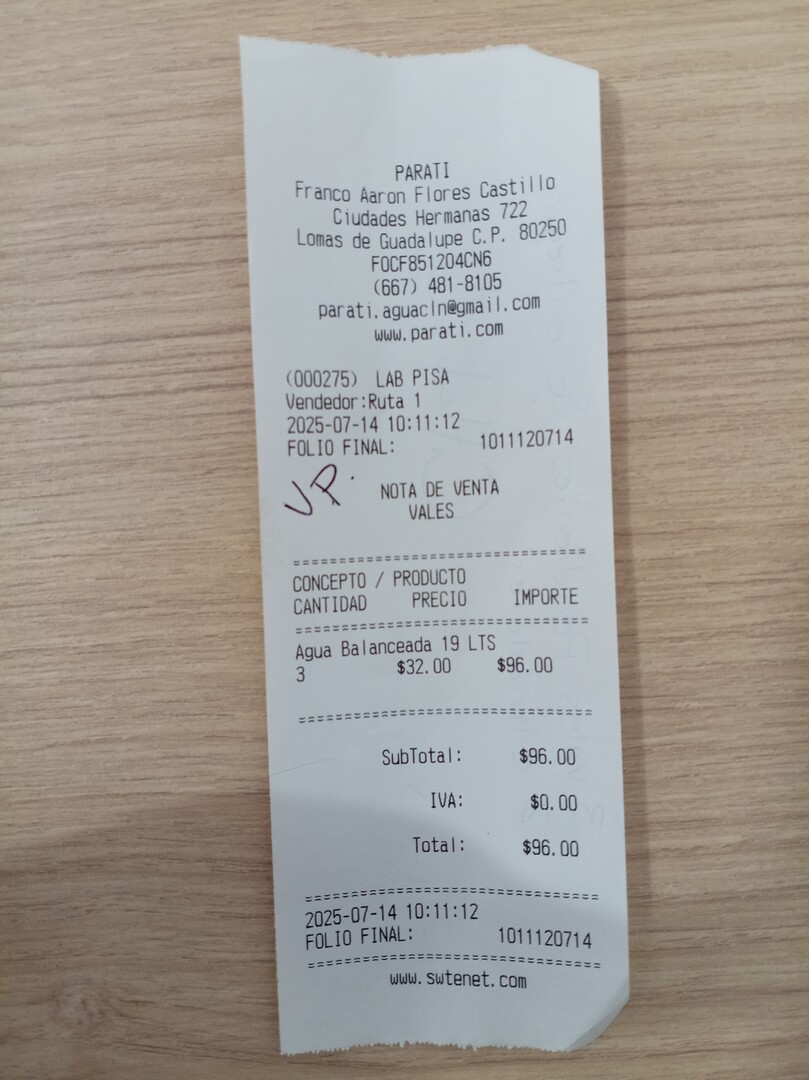 PARATI
Franco Aaron Flores Castillo
Ciudades Hermanas 722
Lomas de Guadalupe C.P. 80250
FOCF851204CN6
(667) 481-8105
parati.aguacln@gmail.com
www.parati.com
(000275) LAB PISA
Vendedor:Ruta 1
2025-07-14 10:11:12
FOLIO FINAL: 1011120714
VP.
NOTA DE VENTA
VALES
==================================
CONCEPTO / PRODUCTO
CANTIDAD PRECIO IMPORTE
==================================
Agua Balanceada 19 LTS
3 $32.00 $96.00
==================================
SubTotal: $96.00
IVA: $0.00
Total: $96.00
==================================
2025-07-14 10:11:12
FOLIO FINAL: 1011120714
==================================
www.swtenet.com